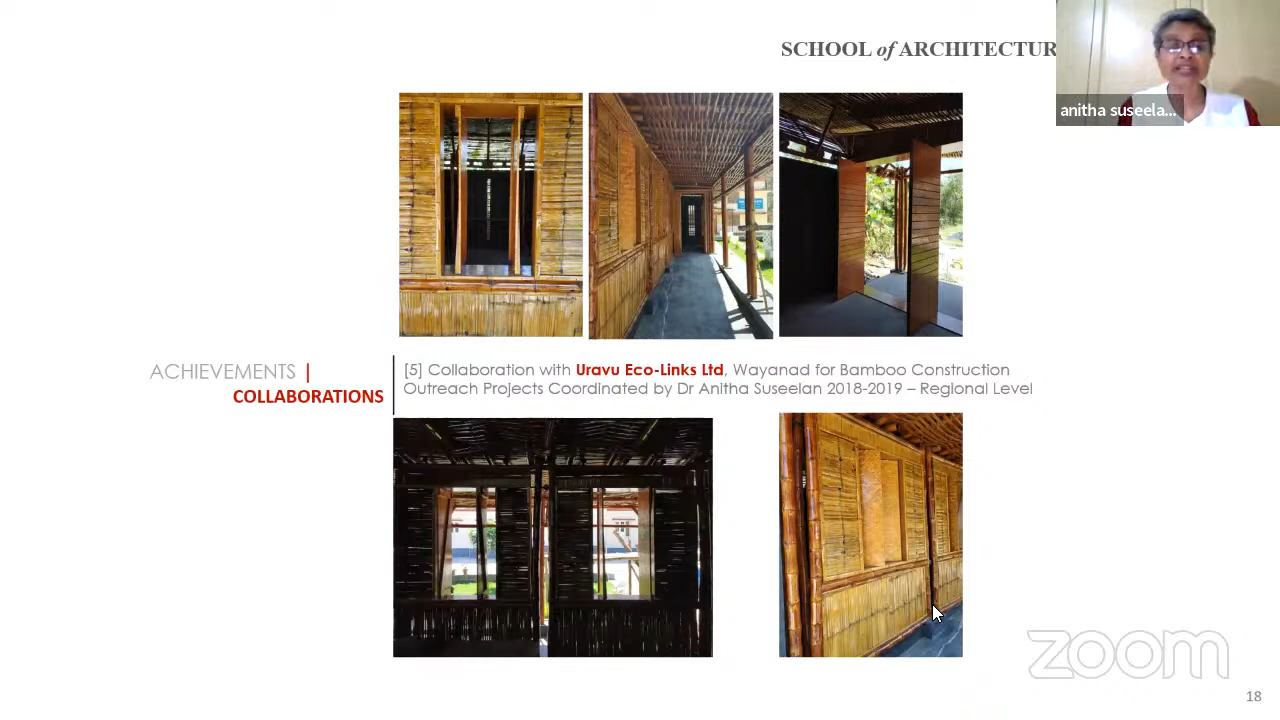 SCHOOL of ARCHITECTUR
anitha suseela...
ACHIEVEMENTS |
COLLABORATIONS
[5] Collaboration with Uravu Eco-Links Ltd, Wayanad for Bamboo Construction
Outreach Projects Coordinated by Dr Anitha Suseelan 2018-2019 – Regional Level
zoom
18